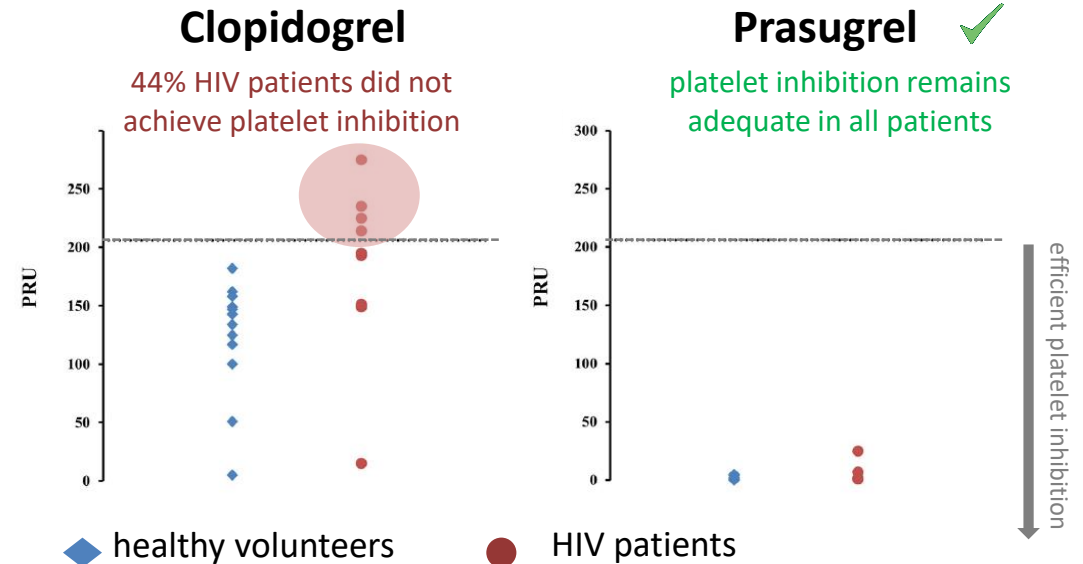 Clopidogrel
44% HIV patients did not
achieve platelet inhibition
250
200
150
100
50
0
PRU
Prasugrel
platelet inhibition remains
adequate in all patients
300
250
200
150
100
50
0
PRU
efficient platelet inhibition
healthy volunteers
HIV patients